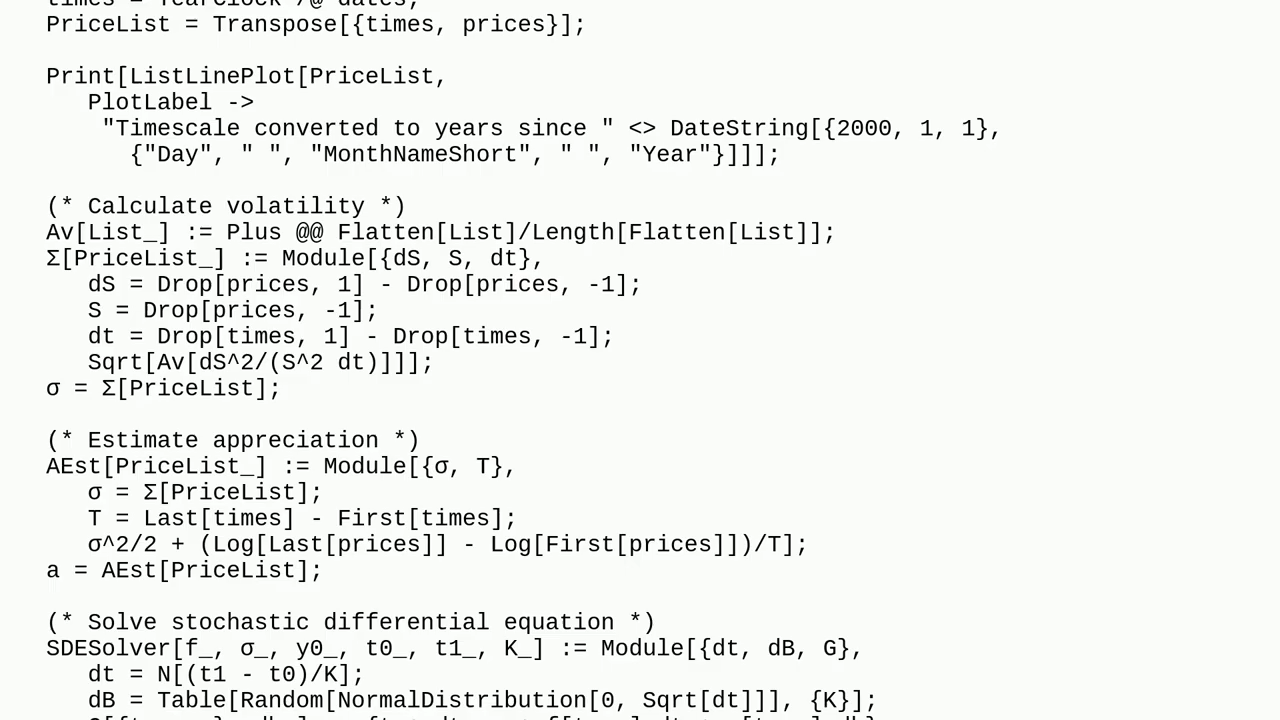 times = YearClock /@ dates;
PriceList = Transpose[{times, prices}];
Print[ListLinePlot[PriceList,
PlotLabel ->
"Timescale converted to years since " <> DateString[{2000, 1, 1},
{"Day", " ", "MonthNameShort", " ", "Year"}]]];
(* Calculate volatility *)
Av[List_] := Plus @@ Flatten[List]/Length[Flatten[List]];
Σ[PriceList_] := Module[{dS, S, dt},
dS = Drop[prices, 1] - Drop[prices, -1];
S = Drop[prices, -1];
dt = Drop[times, 1] - Drop[times, -1];
Sqrt[Av[dS^2/(S^2 dt)]]];
σ = Σ[PriceList];
(* Estimate appreciation *)
AEst[PriceList_] := Module[{σ, T},
σ = Σ[PriceList];
T = Last[times] - First[times];
σ^2/2 + (Log[Last[prices]] - Log[First[prices]])/T];
a = AEst[PriceList];
(* Solve stochastic differential equation *)
SDESolver[f_, σ_, y0_, t0_, t1_, K_] := Module[{dt, dB, G},
dt = N[(t1 - t0)/K];
dB = Table[Random[NormalDistribution[0, Sqrt[dt]]], {K}];